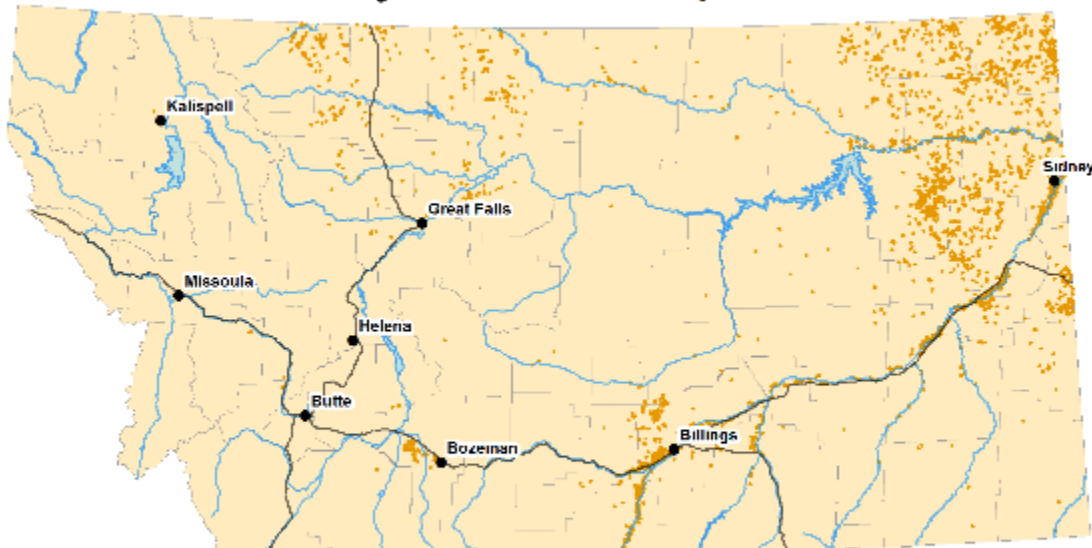 Kalispell
Sidney
Great Falls
Missoula
Helena
Butte
Billings
Bozeman